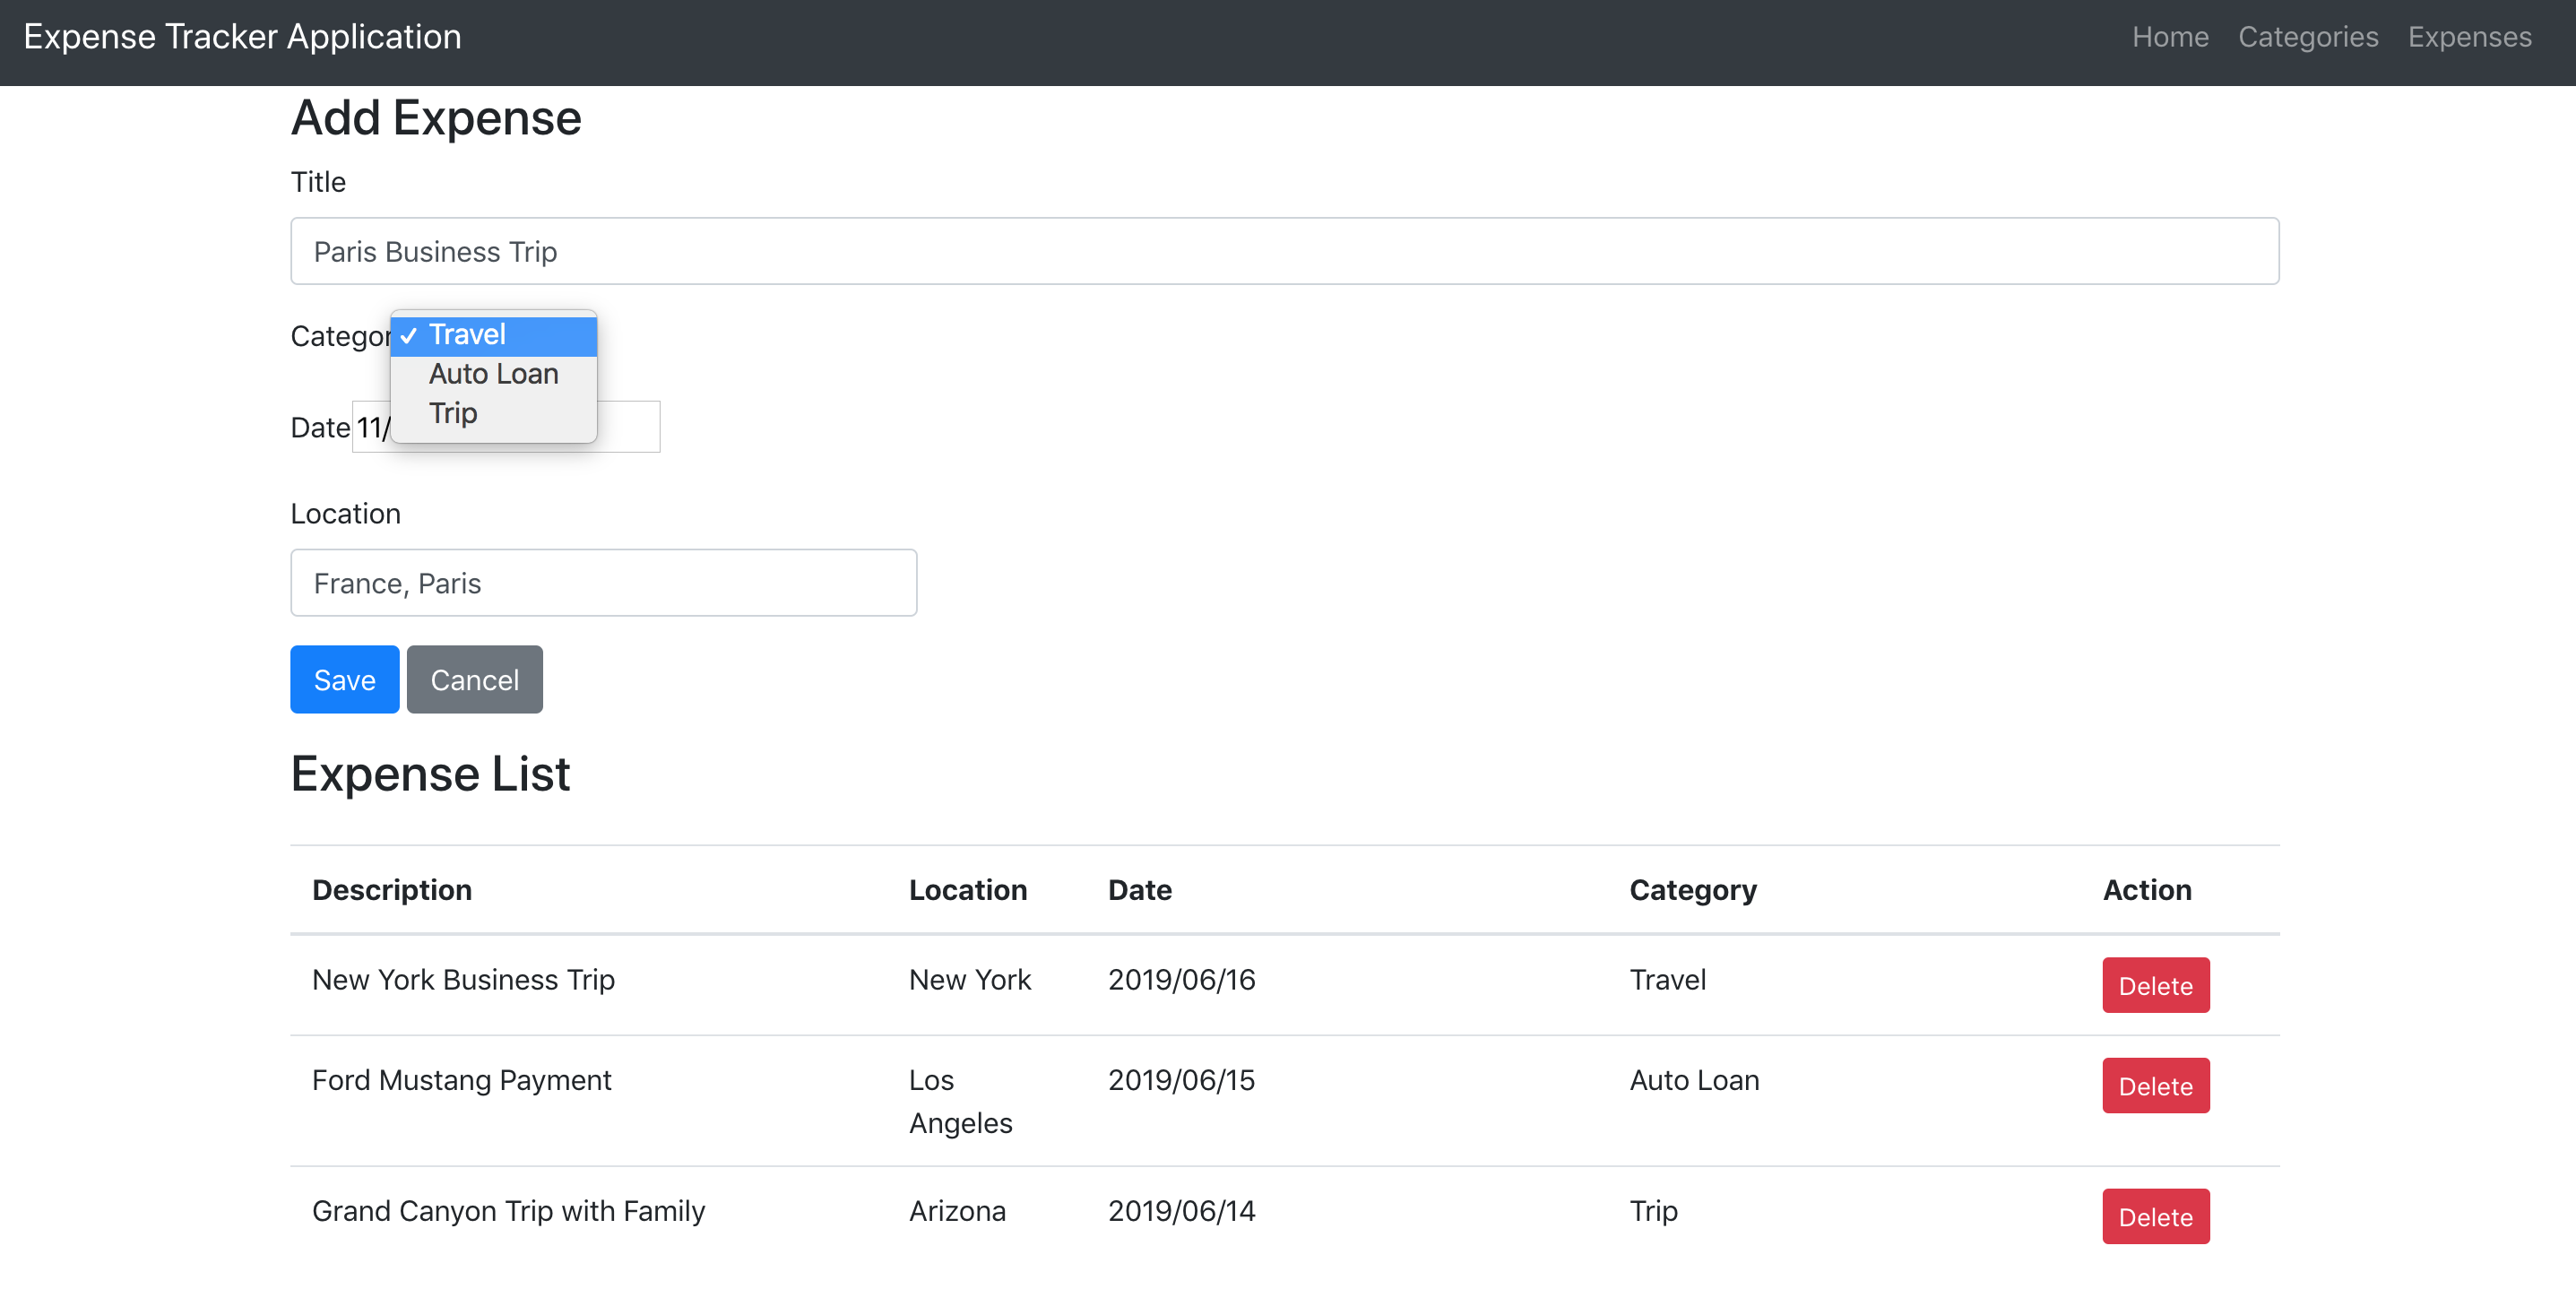 Expense Tracker Application Home Categories Expenses
Add Expense
Title
Paris Business Trip
Categor
✓ Travel
Auto Loan
Trip
Date 11/
Location
France, Paris
Save Cancel
Expense List
Description Location Date Category Action
New York Business Trip New York 2019/06/16 Travel Delete
Ford Mustang Payment Los Angeles 2019/06/15 Auto Loan Delete
Grand Canyon Trip with Family Arizona 2019/06/14 Trip Delete